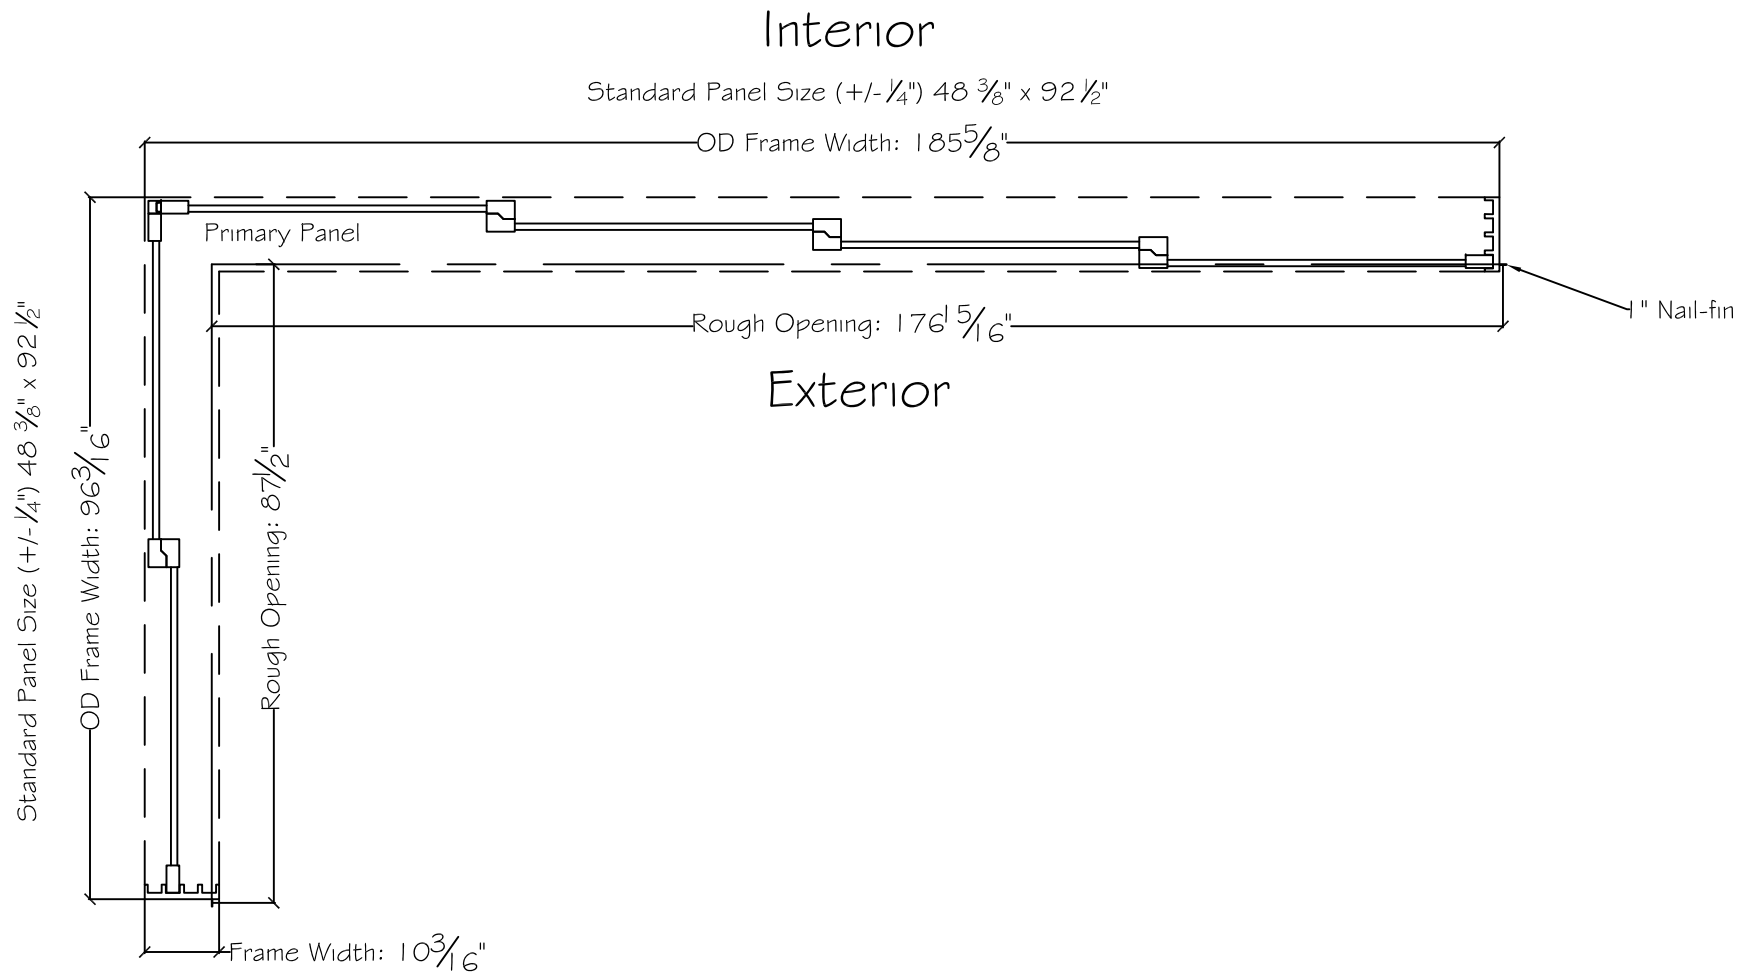 Interior
Standard Panel Size (+/-1/4") 48 3/8" x 92 1/2"
OD Frame Width: 185 5/8"
Primary Panel
Rough Opening: 176 15/16"
1" Nail-fin
Exterior
Standard Panel Size (+/-1/4") 48 3/8" x 92 1/2"
OD Frame Width: 96 3/16"
Rough Opening: 87 1/2"
Frame Width: 10 3/16"